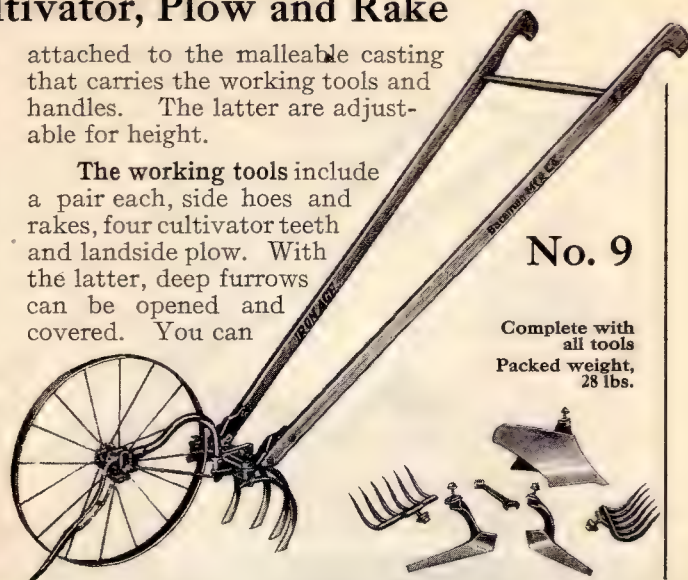 ltivator, Plow and Rake
attached to the malleable casting
that carries the working tools and
handles. The latter are adjust-
able for height.
The working tools include
a pair each, side hoes and
rakes, four cultivator teeth
and landside plow. With
the latter, deep furrows
can be opened and
covered. You can
IRON AGE
Bateman M'f'g Co.
No. 9
Complete with
all tools
Packed weight,
28 lbs.